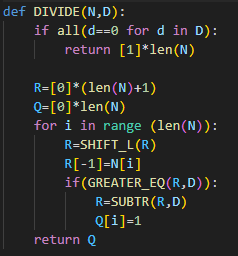 def DIVIDE(N,D):
    if all(d==0 for d in D):
        return [1]*len(N)

    R=[0]*(len(N)+1)
    Q=[0]*len(N)
    for i in range (len(N)):
        R=SHIFT_L(R)
        R[-1]=N[i]
        if(GREATER_EQ(R,D)):
            R=SUBTR(R,D)
            Q[i]=1
    return Q